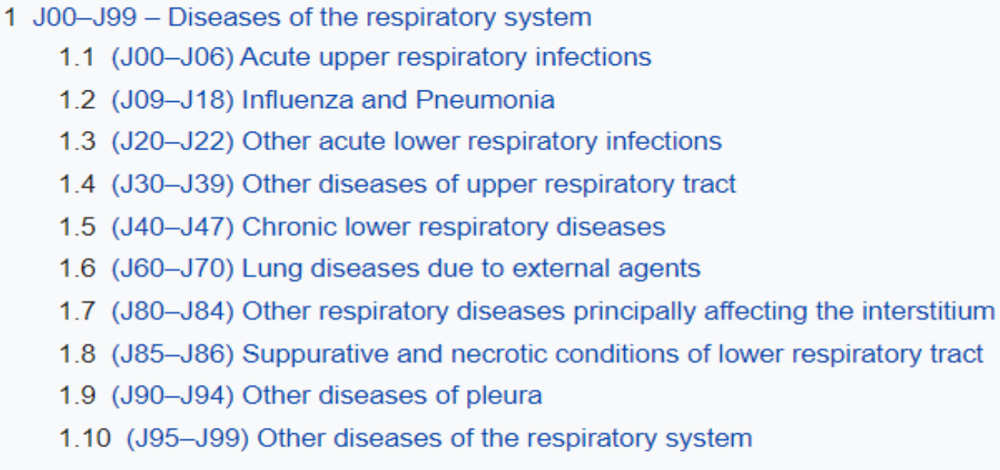 1 J00–J99 – Diseases of the respiratory system
1.1 (J00–J06) Acute upper respiratory infections
1.2 (J09–J18) Influenza and Pneumonia
1.3 (J20–J22) Other acute lower respiratory infections
1.4 (J30–J39) Other diseases of upper respiratory tract
1.5 (J40–J47) Chronic lower respiratory diseases
1.6 (J60–J70) Lung diseases due to external agents
1.7 (J80–J84) Other respiratory diseases principally affecting the interstitium
1.8 (J85–J86) Suppurative and necrotic conditions of lower respiratory tract
1.9 (J90–J94) Other diseases of pleura
1.10 (J95–J99) Other diseases of the respiratory system